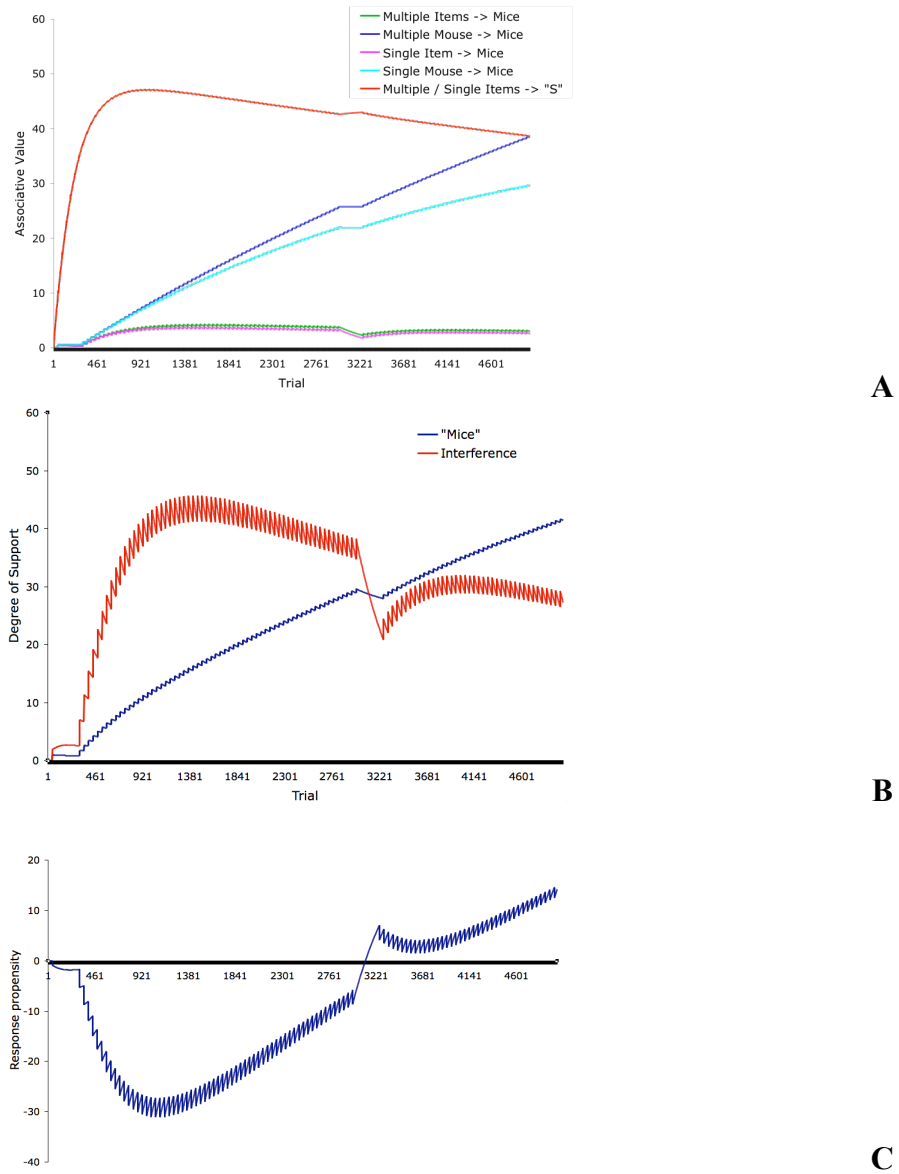 60
50
40
30
20
10
0
Associative Value
Multiple Items -> Mice
Multiple Mouse -> Mice
Single Item -> Mice
Single Mouse -> Mice
Multiple / Single Items -> "S"
1 461 921 1381 1841 2301 2761 3221 3681 4141 4601
Trial
A
60
50
40
30
20
10
0
Degree of Support
"Mice"
Interference
1 461 921 1381 1841 2301 2761 3221 3681 4141 4601
Trial
B
20
10
0
-10
-20
-30
-40
Response propensity
1 461 921 1381 1841 2301 2761 3221 3681 4141 4601
C